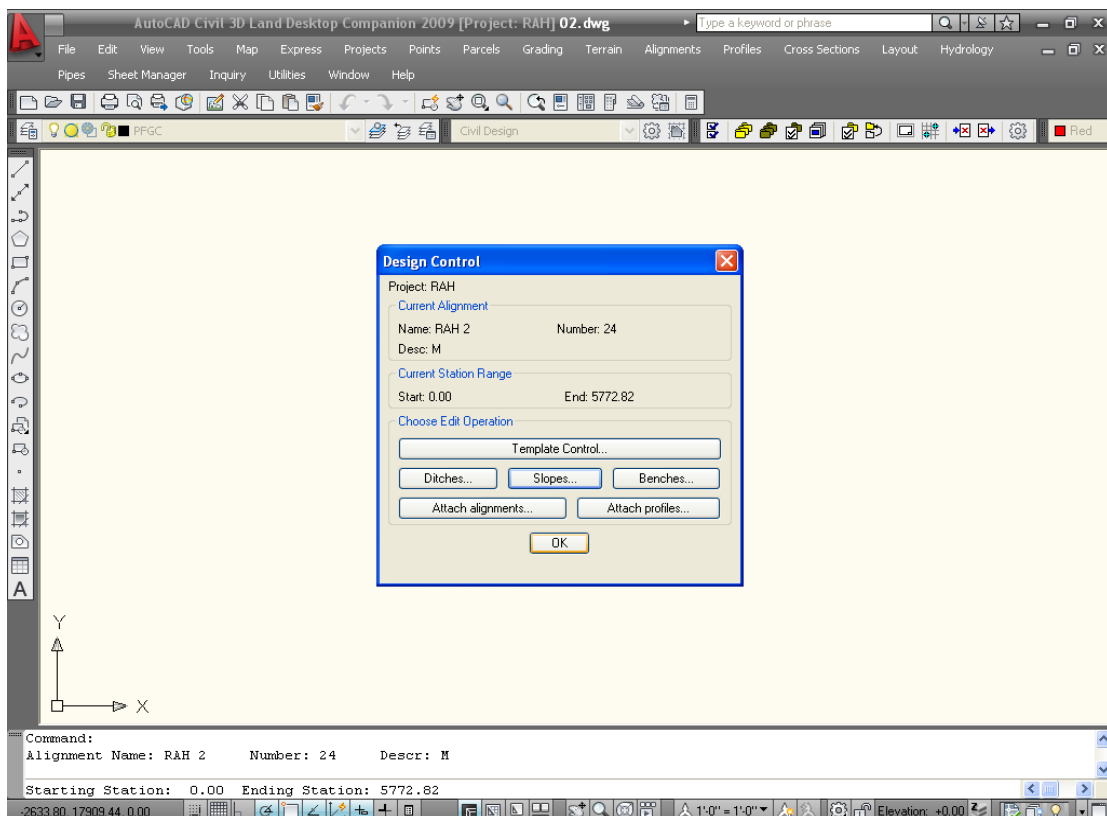 AutoCAD Civil 3D Land Desktop Companion 2009 [Project: RAH] 02.dwg Type a keyword or phrase
File Edit View Tools Map Express Projects Points Parcels Grading Terrain Alignments Profiles Cross Sections Layout Hydrology
Pipes Sheet Manager Inquiry Utilities Window Help
PFGC Civil Design Red
Design Control
Project: RAH
Current Alignment
Name: RAH 2 Number: 24
Desc: M
Current Station Range
Start: 0.00 End: 5772.82
Choose Edit Operation
Template Control...
Ditches... Slopes... Benches...
Attach alignments... Attach profiles...
OK
A
Y
X
Command:
Alignment Name: RAH 2 Number: 24 Descr: M
Starting Station: 0.00 Ending Station: 5772.82
-2633.80, 17909.44, 0.00 1'-0" = 1'-0" Elevation: +0.00